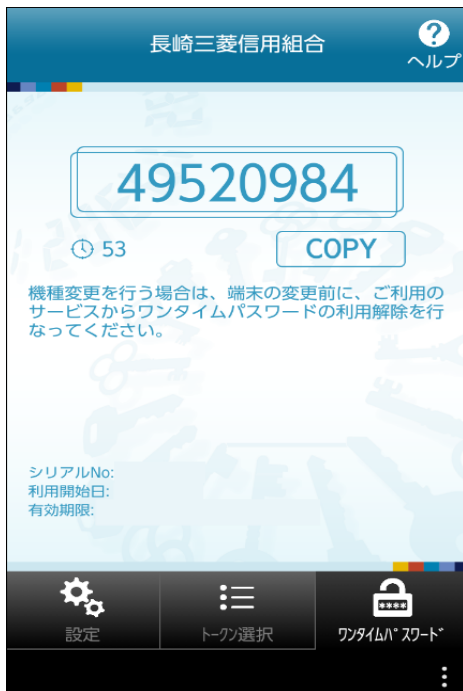 長崎三菱信用組合
?
ヘルプ
49520984
53
COPY
機種変更を行う場合は、端末の変更前に、ご利用の
サービスからワンタイムパスワードの利用解除を行
なってください。
シリアルNo:
利用開始日:
有効期限:
****
設定
トークン選択
ワンタイムパスワード